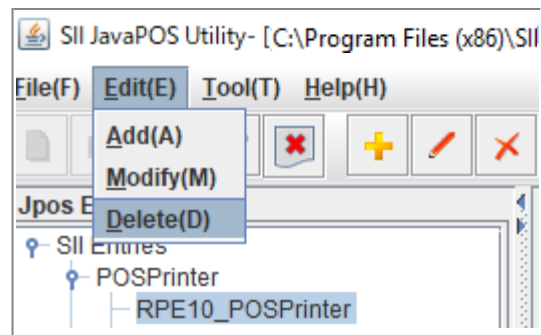 SII JavaPOS Utility- [C:\Program Files (x86)\SII
File(F) Edit(E) Tool(T) Help(H)
Add(A)
Modify(M)
Jpos E
Delete(D)
SII Entries
POSPrinter
RPE10_POSPrinter